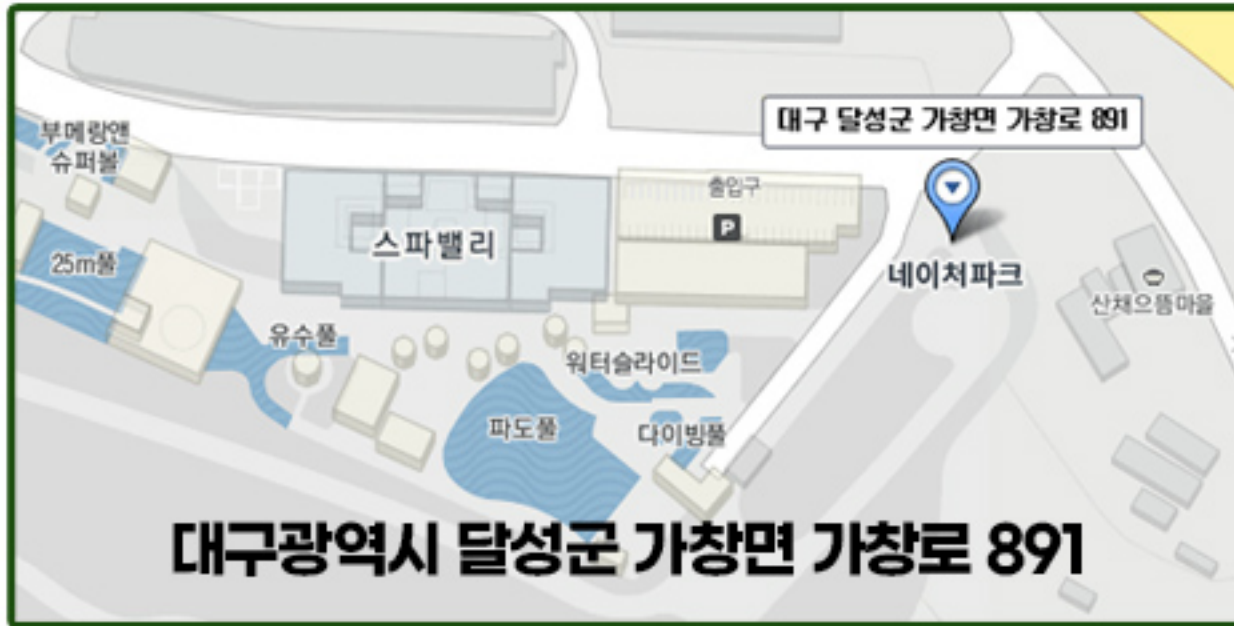 대구 달성군 가창면 가창로 891
부메랑앤
슈퍼볼
출입구
P
스파밸리
25m풀
네이처파크
산채으뜸마을
유수풀
워터슬라이드
파도풀
다이빙풀
대구광역시 달성군 가창면 가창로 891